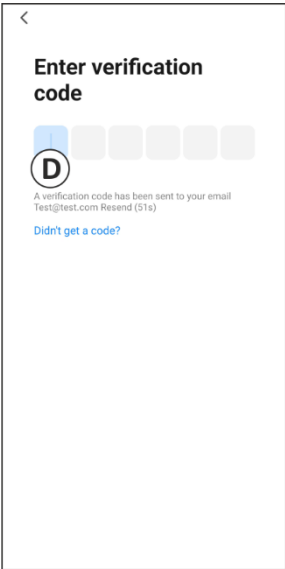 Enter verification
code
D
A verification code has been sent to your email
Test@test.com Resend (51s)
Didn't get a code?